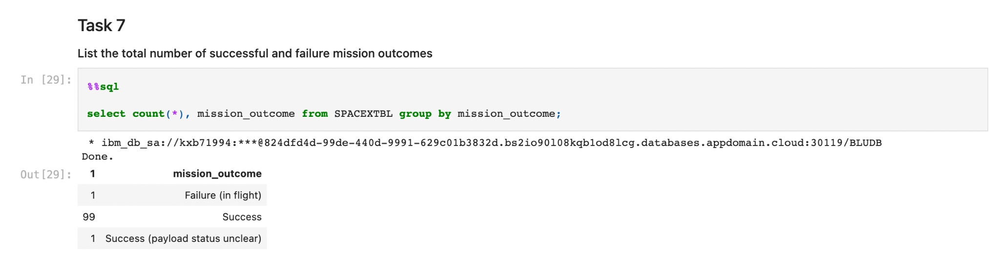 Task 7
List the total number of successful and failure mission outcomes
In [29]:
%%sql
select count(*), mission_outcome from SPACEXTBL group by mission_outcome;
* ibm_db_sa://kxb71994:***@824dfd4d-99de-440d-9991-629c01b3832d.bs2io90l08kqb1od8lcg.databases.appdomain.cloud:30119/BLUDB
Done.
Out[29]:
1 mission_outcome
1 Failure (in flight)
99 Success
1 Success (payload status unclear)